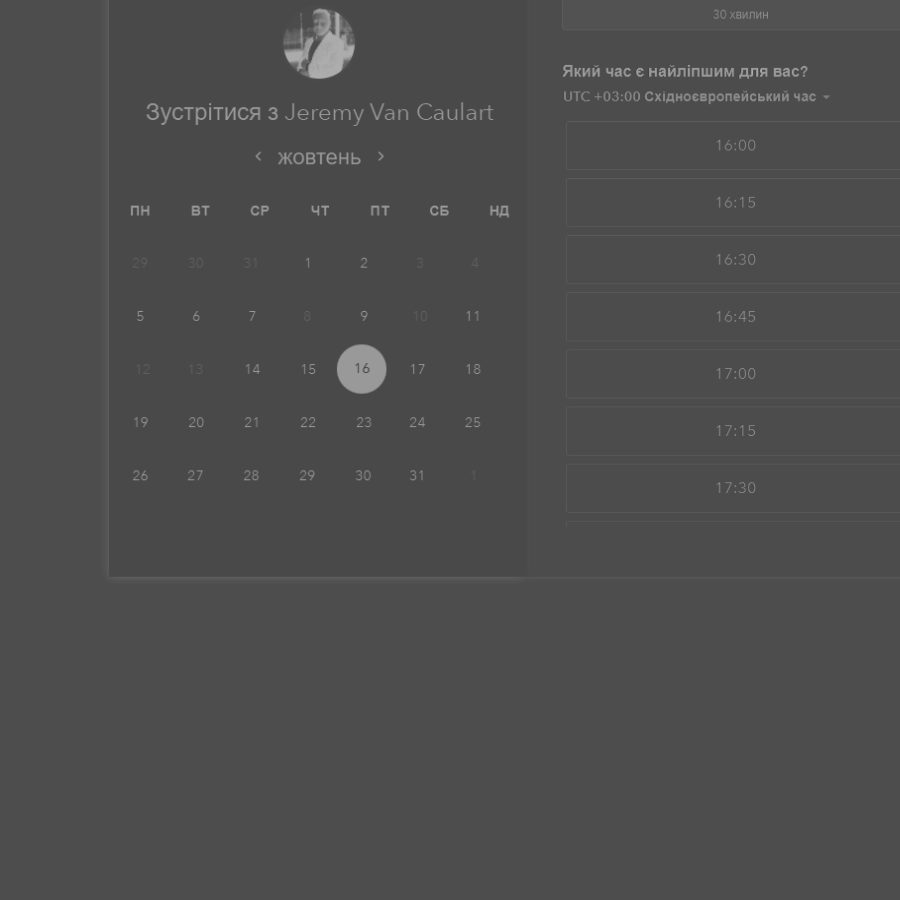 30 хвилин
Зустрітися з Jeremy Van Caulart
жовтень
ПН ВТ СР ЧТ ПТ СБ НД
29 30 31 1 2 3 4
5 6 7 8 9 10 11
12 13 14 15 16 17 18
19 20 21 22 23 24 25
26 27 28 29 30 31 1
Який час є найліпшим для вас?
UTC +03:00 Східноєвропейський час
16:00
16:15
16:30
16:45
17:00
17:15
17:30